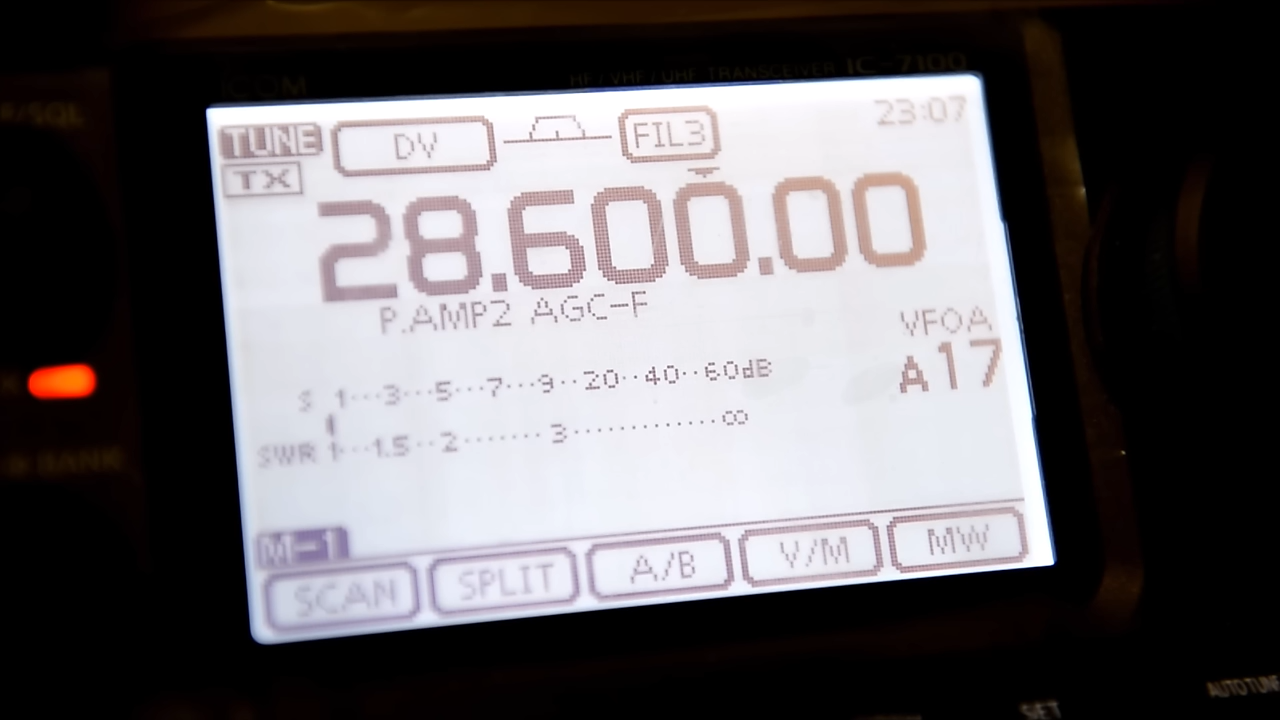 ICOM HF/VHF/UHF TRANSCEIVER IC-7100
TUNE DV FIL3 23:07
TX
28.600.00
P.AMP2 AGC-F
VFOA
A17
S 1···3···5···7···9··20··40··60dB
SWR 1···1.5··2·······3············∞
M-1
SCAN SPLIT A/B V/M MW
SET
AUTOTUNE